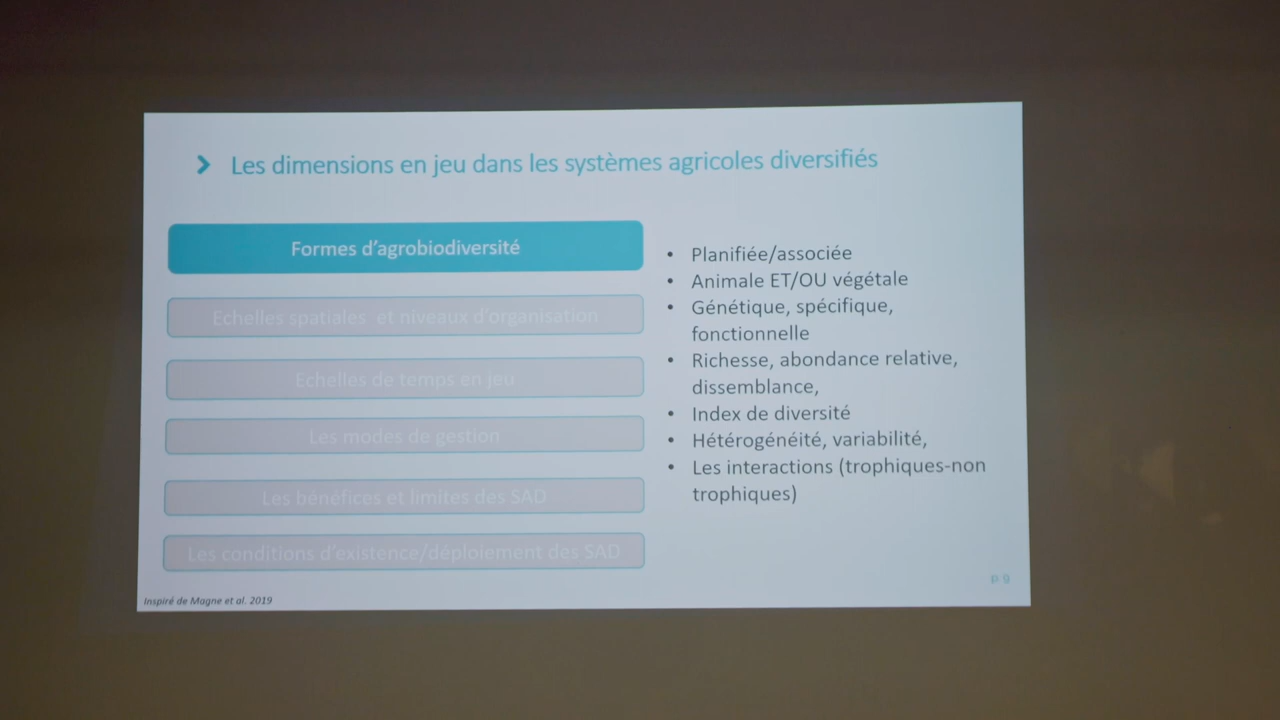 Les dimensions en jeu dans les systèmes agricoles diversifiés
Formes d'agrobiodiversité
Echelles spatiales et niveaux d'organisation
Echelles de temps en jeu
Les modes de gestion
Les bénéfices et limites des SAD
Les conditions d'existence/déploiement des SAD
• Planifiée/associée
• Animale ET/OU végétale
• Génétique, spécifique,
fonctionnelle
• Richesse, abondance relative,
dissemblance,
• Index de diversité
• Hétérogénéité, variabilité,
• Les interactions (trophiques-non
trophiques)
Inspiré de Magne et al. 2019
p 9